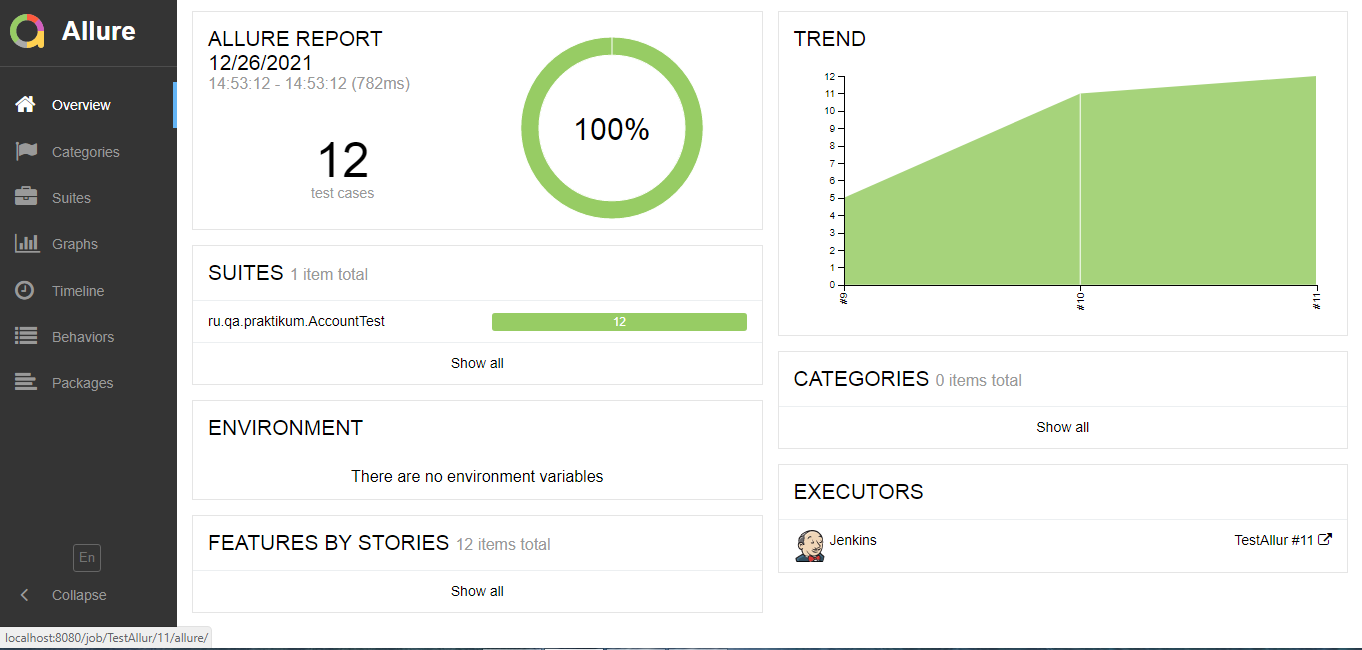 Allure
Overview
Categories
Suites
Graphs
Timeline
Behaviors
Packages
En
Collapse
localhost:8080/job/TestAllur/11/allure/
ALLURE REPORT
12/26/2021
14:53:12 - 14:53:12 (782ms)
12
test cases
100%
SUITES 1 item total
ru.qa.praktikum.AccountTest 12
Show all
ENVIRONMENT
There are no environment variables
FEATURES BY STORIES 12 items total
Show all
TREND
12
11
10
9
8
7
6
5
4
3
2
1
0
#9
#10
#11
CATEGORIES 0 items total
Show all
EXECUTORS
Jenkins TestAllur #11